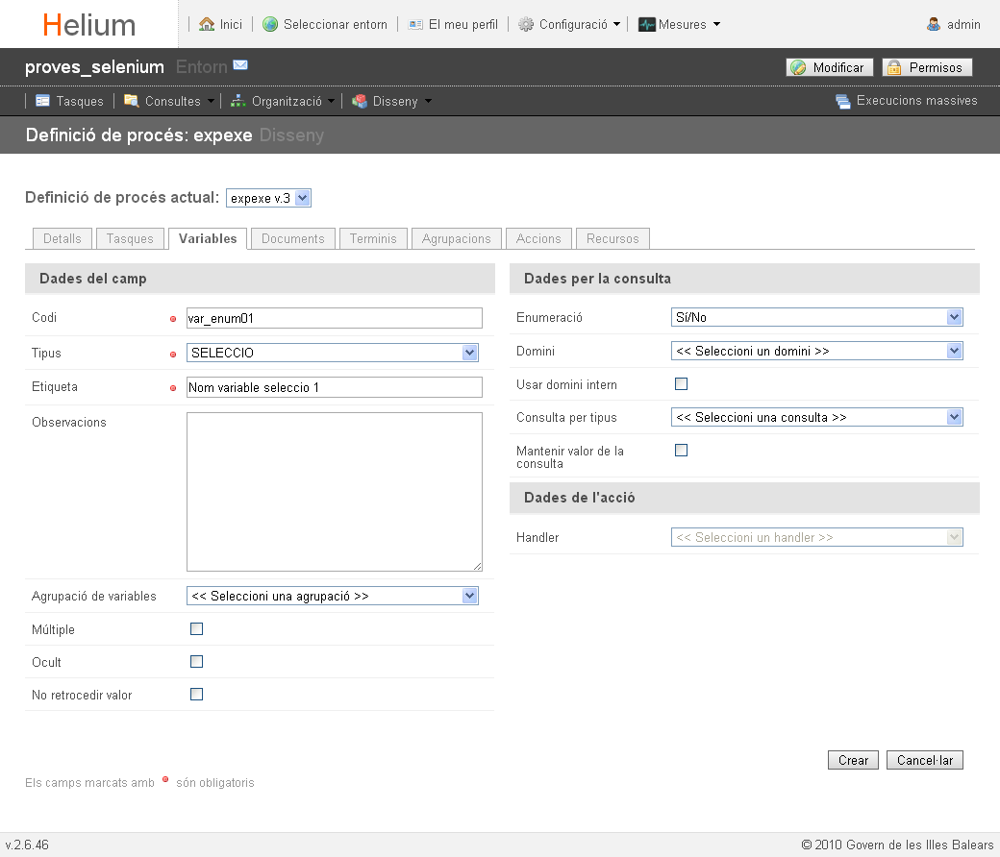 Helium
Inici
Seleccionar entorn
El meu perfil
Configuració
Mesures
admin
proves_selenium Entorn
Modificar
Permisos
Tasques
Consultes
Organització
Disseny
Execucions massives
Definició de procés: expexe Disseny
Definició de procés actual: expexe v.3
Detalls
Tasques
Variables
Documents
Terminis
Agrupacions
Accions
Recursos
Dades del camp
Codi var_enum01
Tipus SELECCIO
Etiqueta Nom variable seleccio 1
Observacions
Agrupació de variables << Seleccioni una agrupació >>
Múltiple
Ocult
No retrocedir valor
Dades per la consulta
Enumeració Sí/No
Domini << Seleccioni un domini >>
Usar domini intern
Consulta per tipus << Seleccioni una consulta >>
Mantenir valor de la
consulta
Dades de l'acció
Handler << Seleccioni un handler >>
Crear
Cancel·lar
Els camps marcats amb són obligatoris
v.2.6.46
© 2010 Govern de les Illes Balears